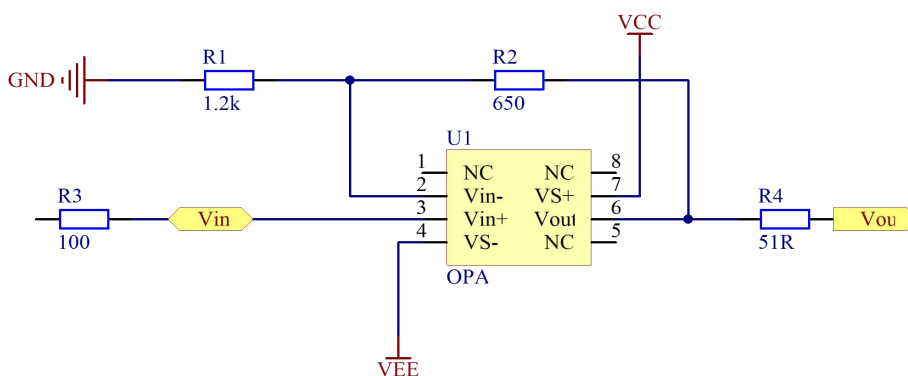 VCC
R1
R2
GND
1.2k
650
U1
1 NC NC 8
2 Vin- VS+ 7
R3
R4
Vin
3 Vin+ Vout 6
Vou
100
4 VS- NC 5
51R
OPA
VEE